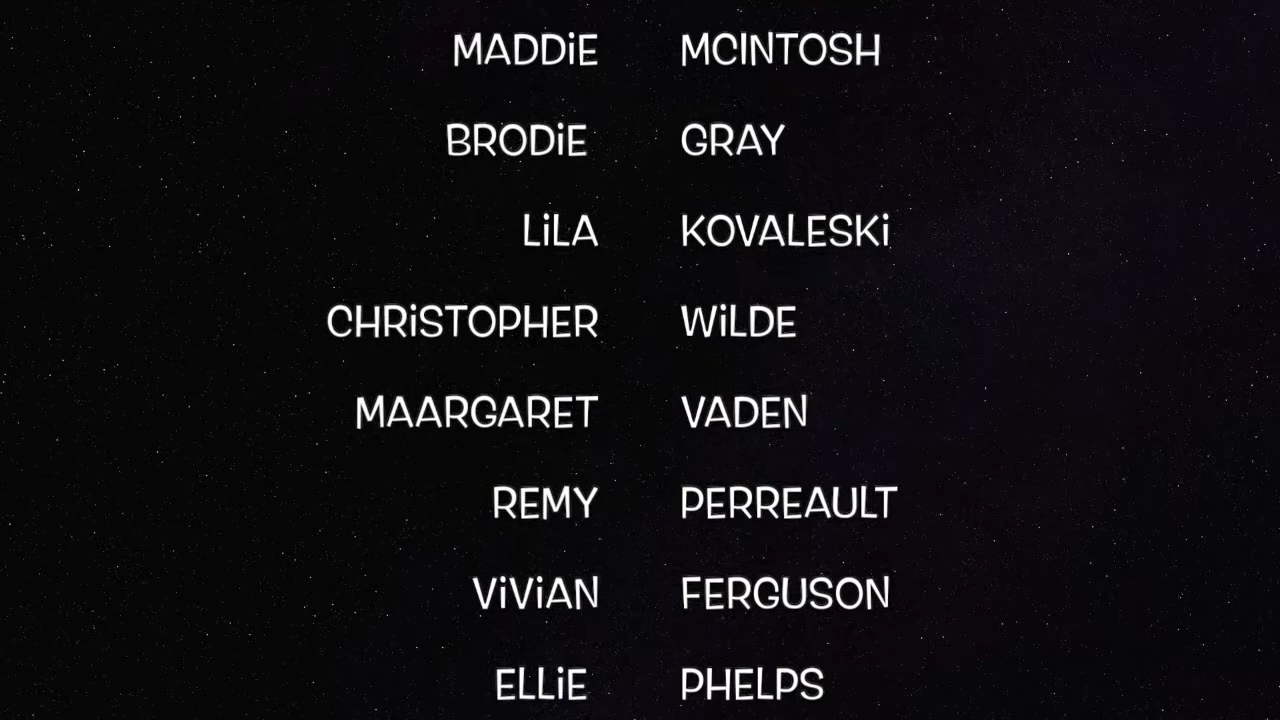 MADDiE MCINTOSH
BRODiE GRAY
LiLA KOVALESKi
CHRiSTOPHER WiLDE
MAARGARET VADEN
REMY PERREAULT
ViViAN FERGUSON
ELLiE PHELPS